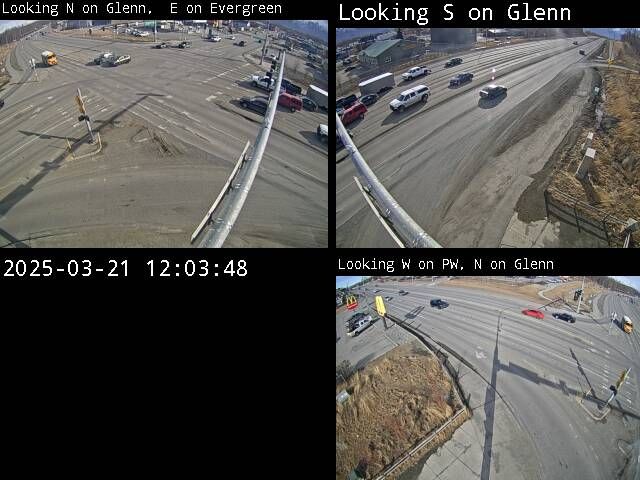 Looking N on Glenn,  E on Evergreen
Looking S on Glenn
2025-03-21 12:03:48
Looking W on PW, N on Glenn